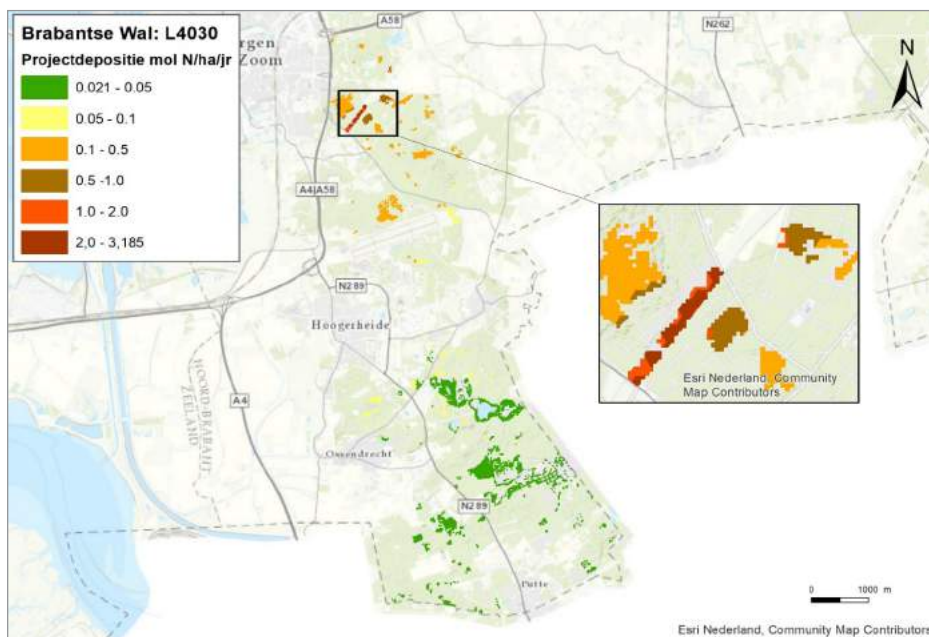 Brabantse Wal: L4030
Projectdepositie mol N/ha/jr
0.021 - 0.05
0.05 - 0.1
0.1 - 0.5
0.5 -1.0
1.0 - 2.0
2,0 - 3,185
rgen
Zoom
A58
N262
N
A4|A58
N289
Hoogerheide
NOORD-BRABANT
ZEELAND
A4
Ossendrecht
N289
Putte
Esri Nederland, Community
Map Contributors
1000 m
Esri Nederland, Community Map Contributors